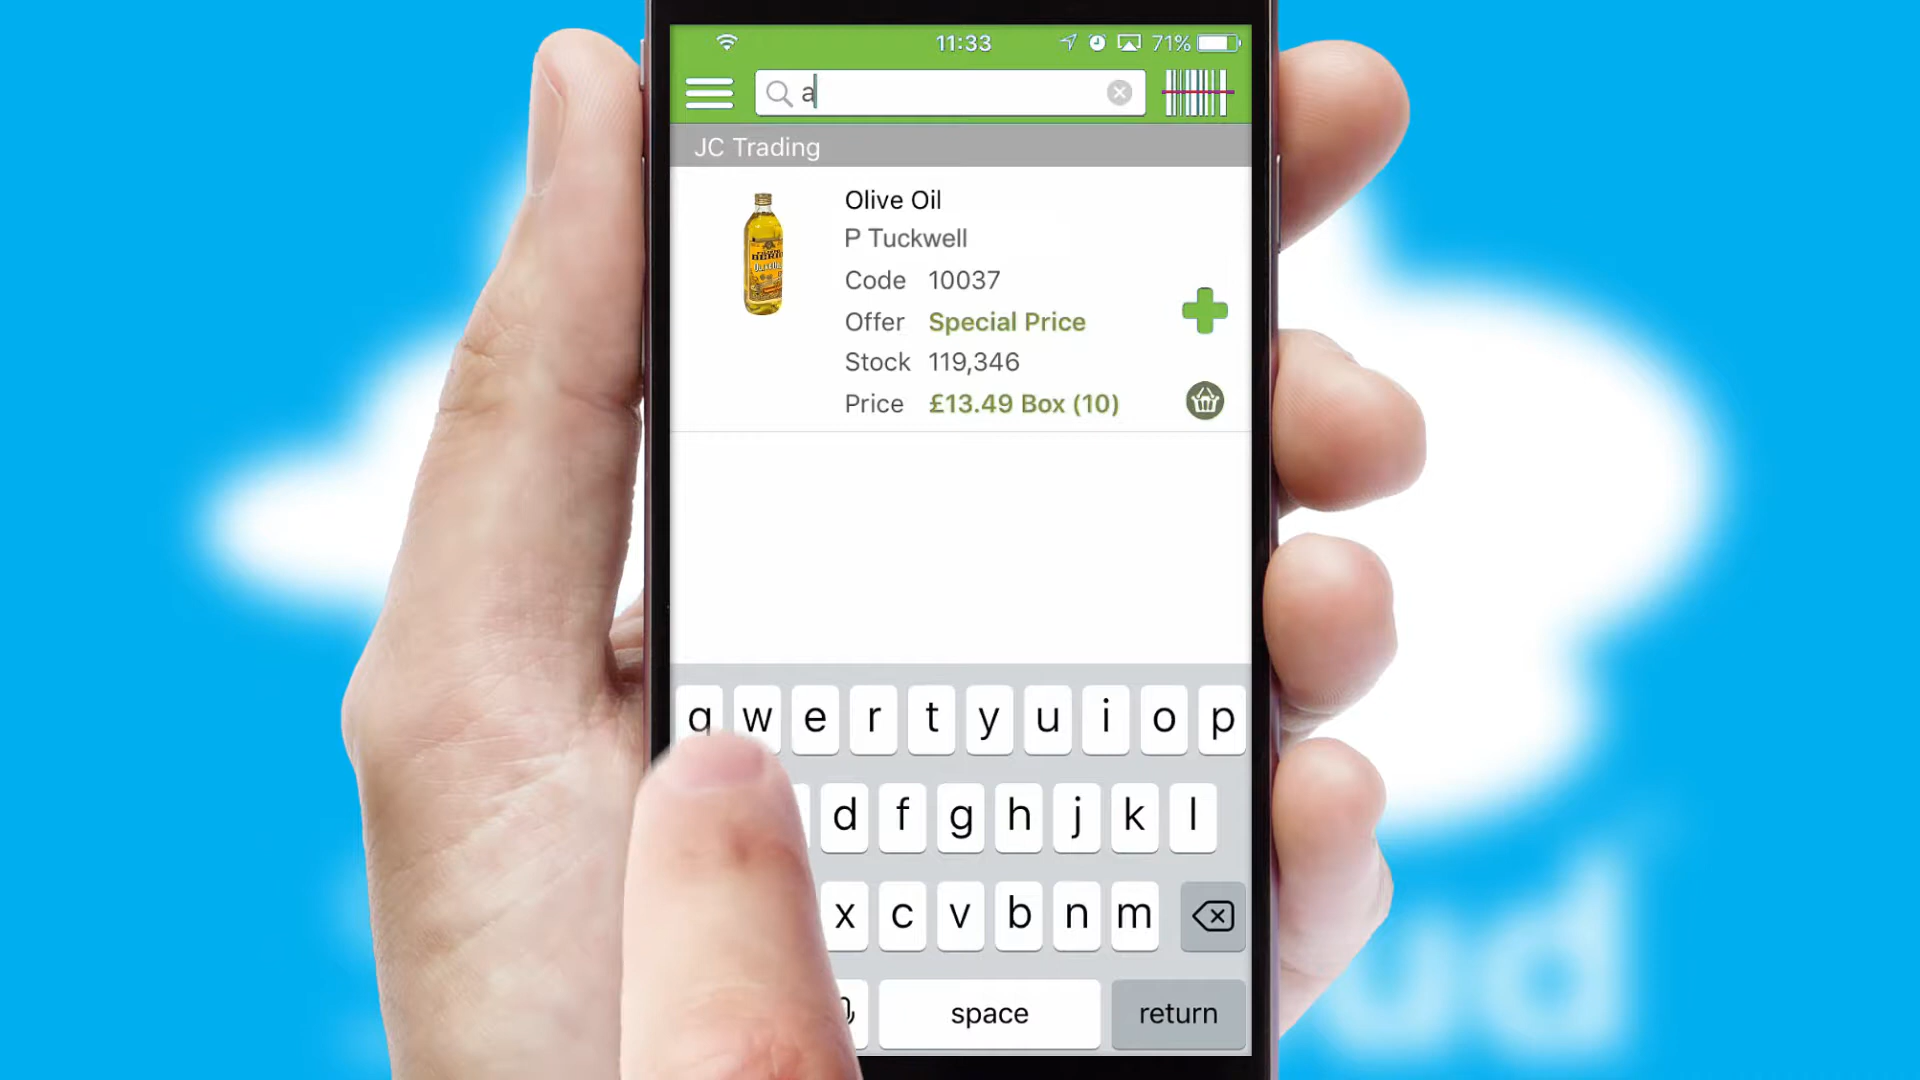 11:33 71%
a
JC Trading
Olive Oil
P Tuckwell
Code 10037
Offer Special Price
Stock 119,346
Price £13.49 Box (10)
q w e r t y u i o p
d f g h j k l
x c v b n m
space return
ud